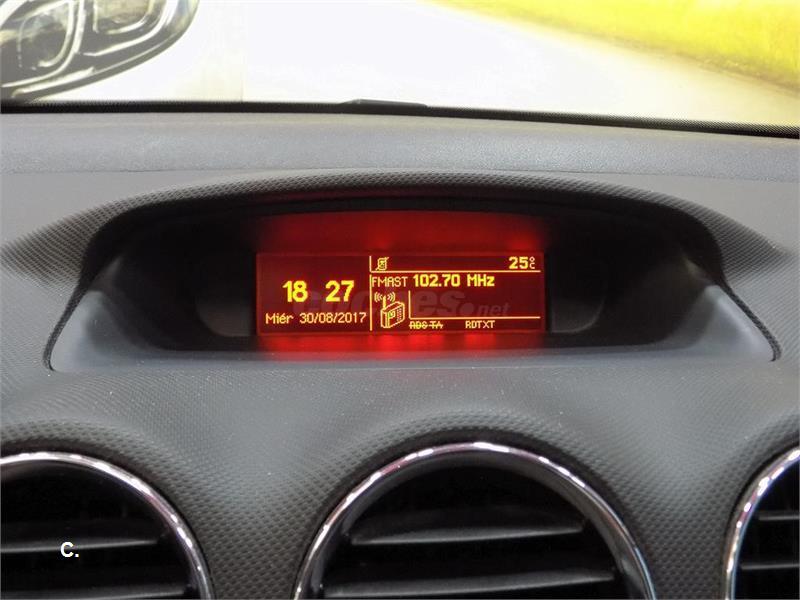 25°C
18 27
FMAST 102.70 MHz
Miér 30/08/2017
RDS TA RDTXT
C.